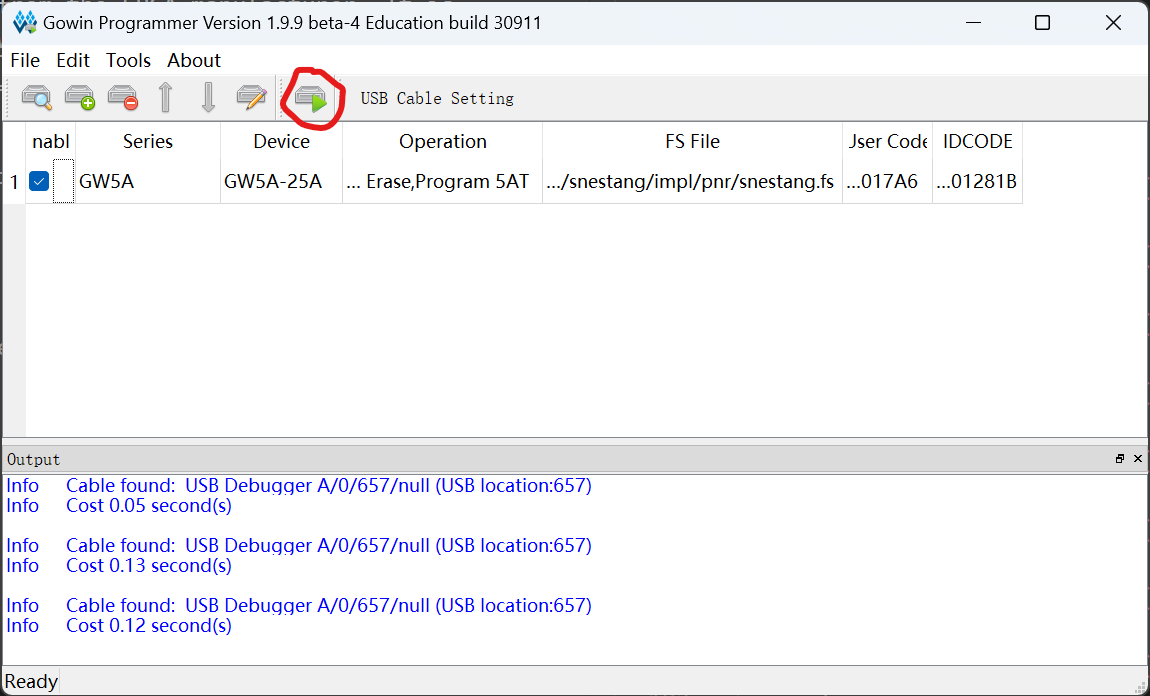 Gowin Programmer Version 1.9.9 beta-4 Education build 30911
File Edit Tools About
USB Cable Setting
nabl Series Device Operation FS File Jser Code IDCODE
1 GW5A GW5A-25A ... Erase,Program 5AT .../snestang/impl/pnr/snestang.fs ...017A6 ...01281B
Output
Info Cable found: USB Debugger A/0/657/null (USB location:657)
Info Cost 0.05 second(s)
Info Cable found: USB Debugger A/0/657/null (USB location:657)
Info Cost 0.13 second(s)
Info Cable found: USB Debugger A/0/657/null (USB location:657)
Info Cost 0.12 second(s)
Ready